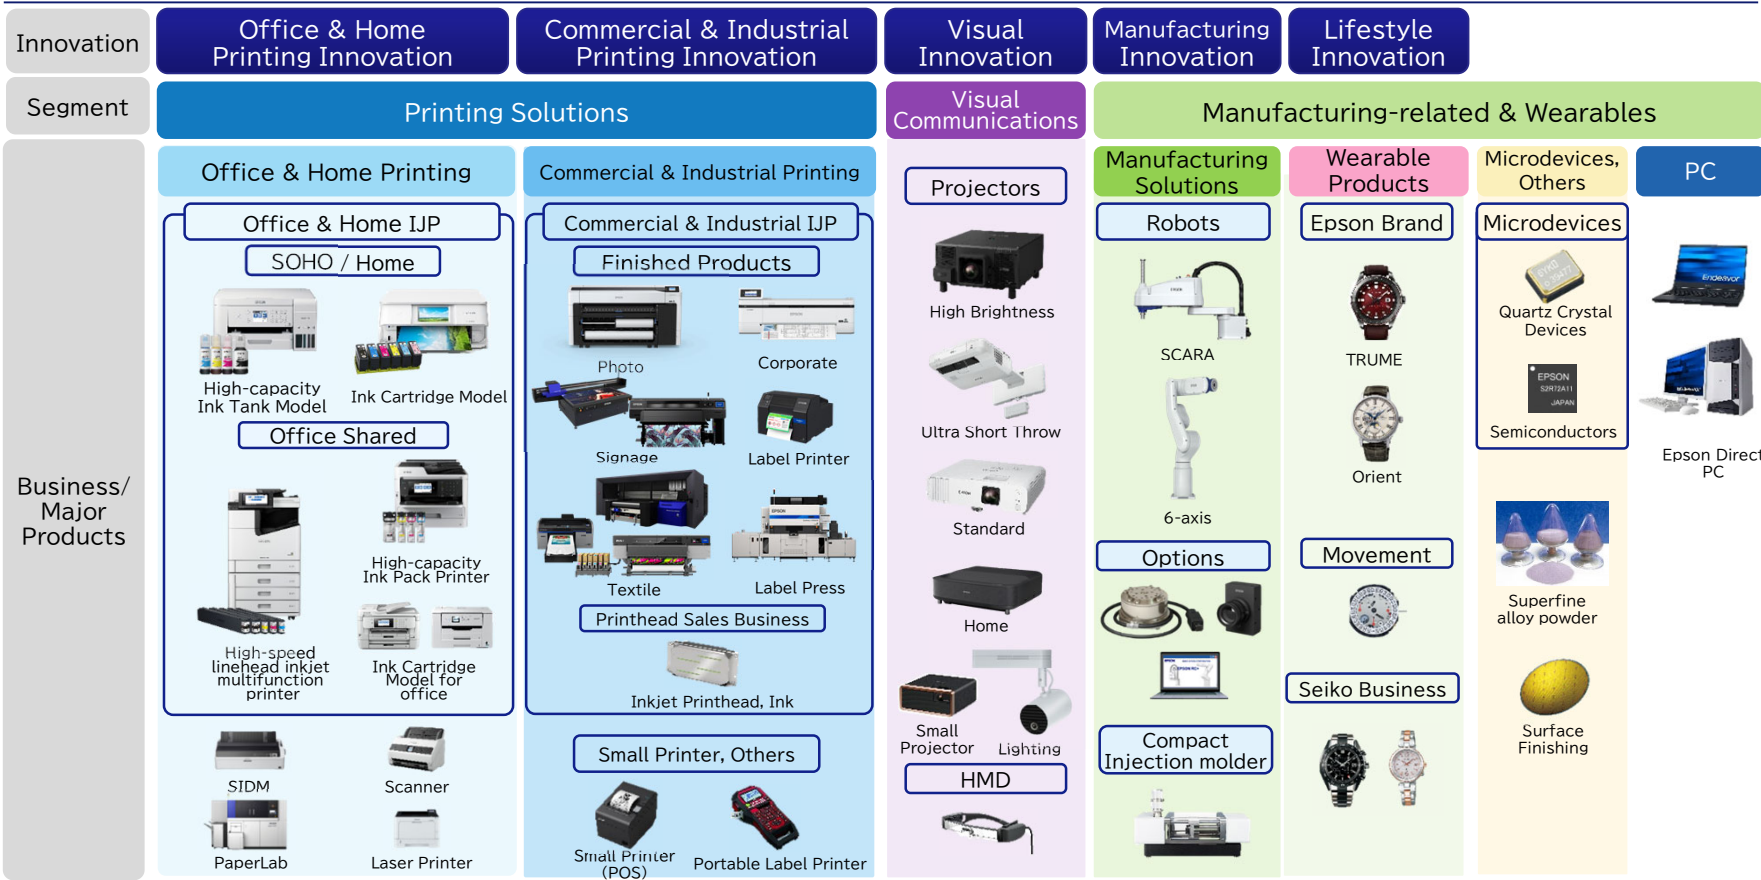 Innovation
Office & Home
Printing Innovation
Commercial & Industrial
Printing Innovation
Visual
Innovation
Manufacturing
Innovation
Lifestyle
Innovation
Segment
Printing Solutions
Visual
Communications
Manufacturing-related & Wearables
Business/
Major
Products
Office & Home Printing
Office & Home IJP
SOHO / Home
High-capacity
Ink Tank Model
Ink Cartridge Model
Office Shared
High-speed
linehead inkjet
multifunction
printer
High-capacity
Ink Pack Printer
Ink Cartridge
Model for
office
SIDM
Scanner
PaperLab
Laser Printer
Commercial & Industrial Printing
Commercial & Industrial IJP
Finished Products
Photo
Corporate
Signage
Label Printer
Textile
Label Press
Printhead Sales Business
Inkjet Printhead, Ink
Small Printer, Others
Small Printer
(POS)
Portable Label Printer
Projectors
High Brightness
Ultra Short Throw
Standard
Home
Small
Projector
Lighting
HMD
Manufacturing
Solutions
Robots
SCARA
6-axis
Options
Compact
Injection molder
Wearable
Products
Epson Brand
TRUME
Orient
Movement
Seiko Business
Microdevices,
Others
Microdevices
Quartz Crystal
Devices
EPSON
S2R72A11
JAPAN
Semiconductors
Superfine
alloy powder
Surface
Finishing
PC
Endeavor
Epson Direct
PC